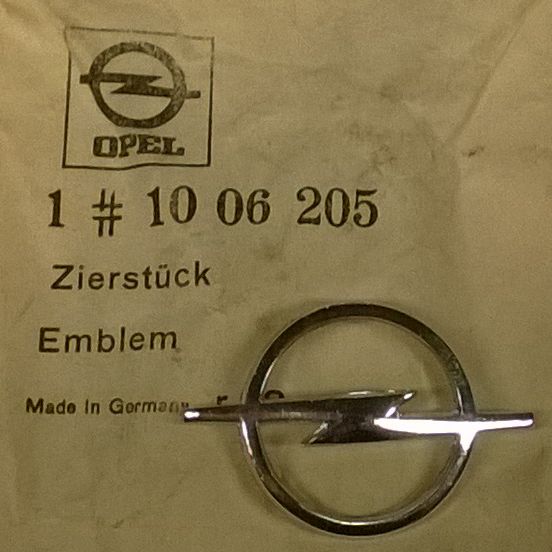 OPEL
1 # 10 06 205
Zierstück
Emblem
Made in Germany